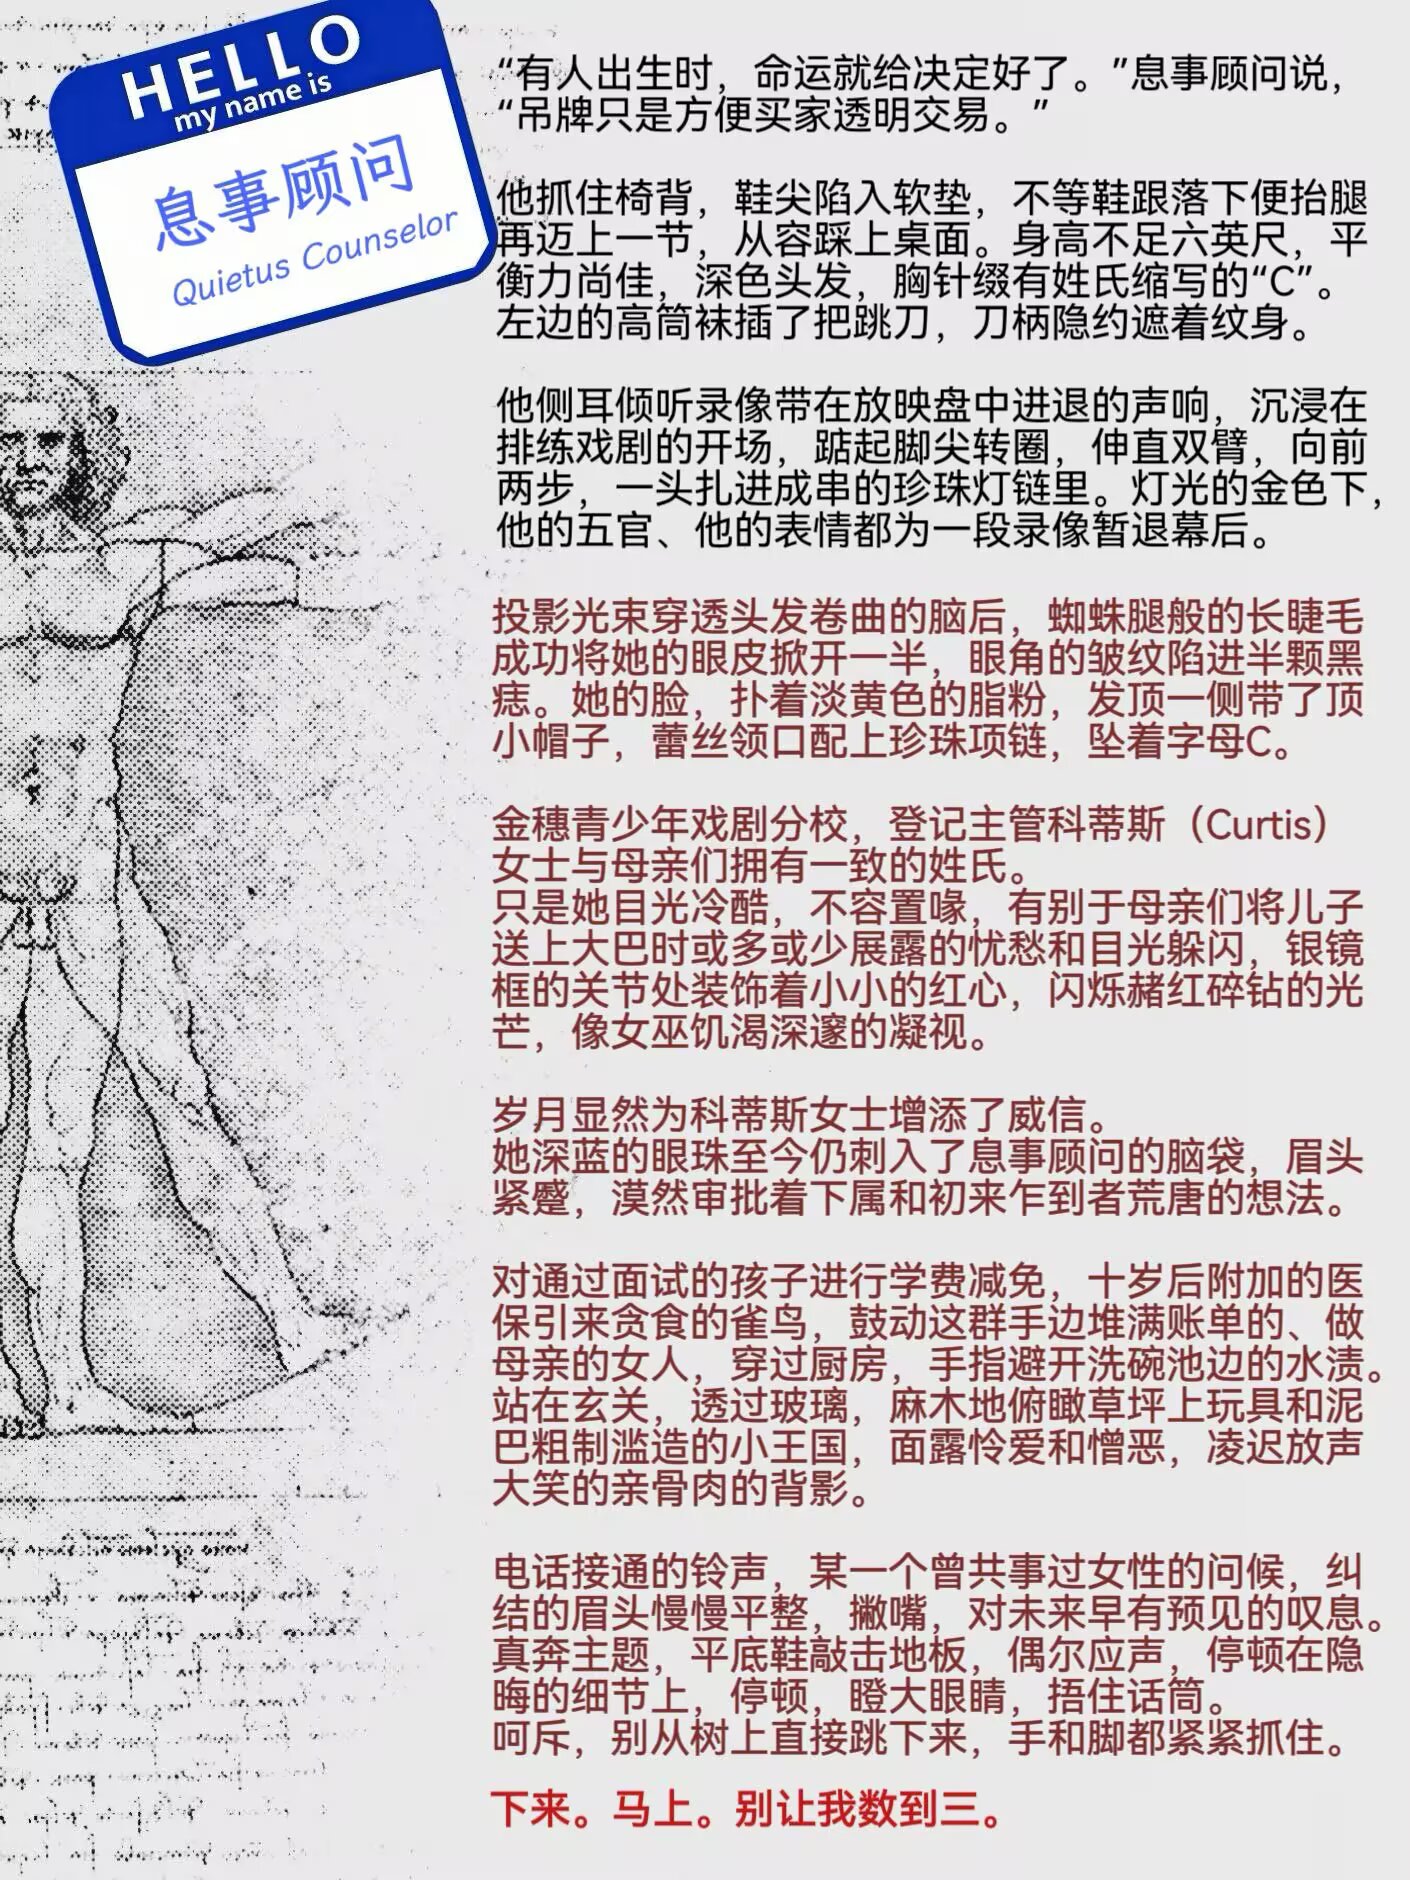 HELLO
my name is
息事顾问
Quietus Counselor
“有人出生时，命运就给决定好了。”息事顾问说，
“吊牌只是方便买家透明交易。”
他抓住椅背，鞋尖陷入软垫，不等鞋跟落下便抬腿
再迈上一节，从容踩上桌面。身高不足六英尺，平
衡力尚佳，深色头发，胸针缀有姓氏缩写的“C”。
左边的高筒袜插了把跳刀，刀柄隐约遮着纹身。
他侧耳倾听录像带在放映盘中进退的声响，沉浸在
排练戏剧的开场，踮起脚尖转圈，伸直双臂，向前
两步，一头扎进成串的珍珠灯链里。灯光的金色下，
他的五官、他的表情都为一段录像暂退幕后。
投影光束穿透头发卷曲的脑后，蜘蛛腿般的长睫毛
成功将她的眼皮掀开一半，眼角的皱纹陷进半颗黑
痣。她的脸，扑着淡黄色的脂粉，发顶一侧带了顶
小帽子，蕾丝领口配上珍珠项链，坠着字母C。
金穗青少年戏剧分校，登记主管科蒂斯（Curtis）
女士与母亲们拥有一致的姓氏。
只是她目光冷酷，不容置喙，有别于母亲们将儿子
送上大巴时或多或少展露的忧愁和目光躲闪，银镜
框的关节处装饰着小小的红心，闪烁赭红碎钻的光
芒，像女巫饥渴深邃的凝视。
岁月显然为科蒂斯女士增添了威信。
她深蓝的眼珠至今仍刺入了息事顾问的脑袋，眉头
紧蹙，漠然审批着下属和初来乍到者荒唐的想法。
对通过面试的孩子进行学费减免，十岁后附加的医
保引来贪食的雀鸟，鼓动这群手边堆满账单的、做
母亲的女人，穿过厨房，手指避开洗碗池边的水渍。
站在玄关，透过玻璃，麻木地俯瞰草坪上玩具和泥
巴粗制滥造的小王国，面露怜爱和憎恶，凌迟放声
大笑的亲骨肉的背影。
电话接通的铃声，某一个曾共事过女性的问候，纠
结的眉头慢慢平整，撇嘴，对未来早有预见的叹息。
真奔主题，平底鞋敲击地板，偶尔应声，停顿在隐
晦的细节上，停顿，瞪大眼睛，捂住话筒。
呵斥，别从树上直接跳下来，手和脚都紧紧抓住。
下来。马上。别让我数到三。